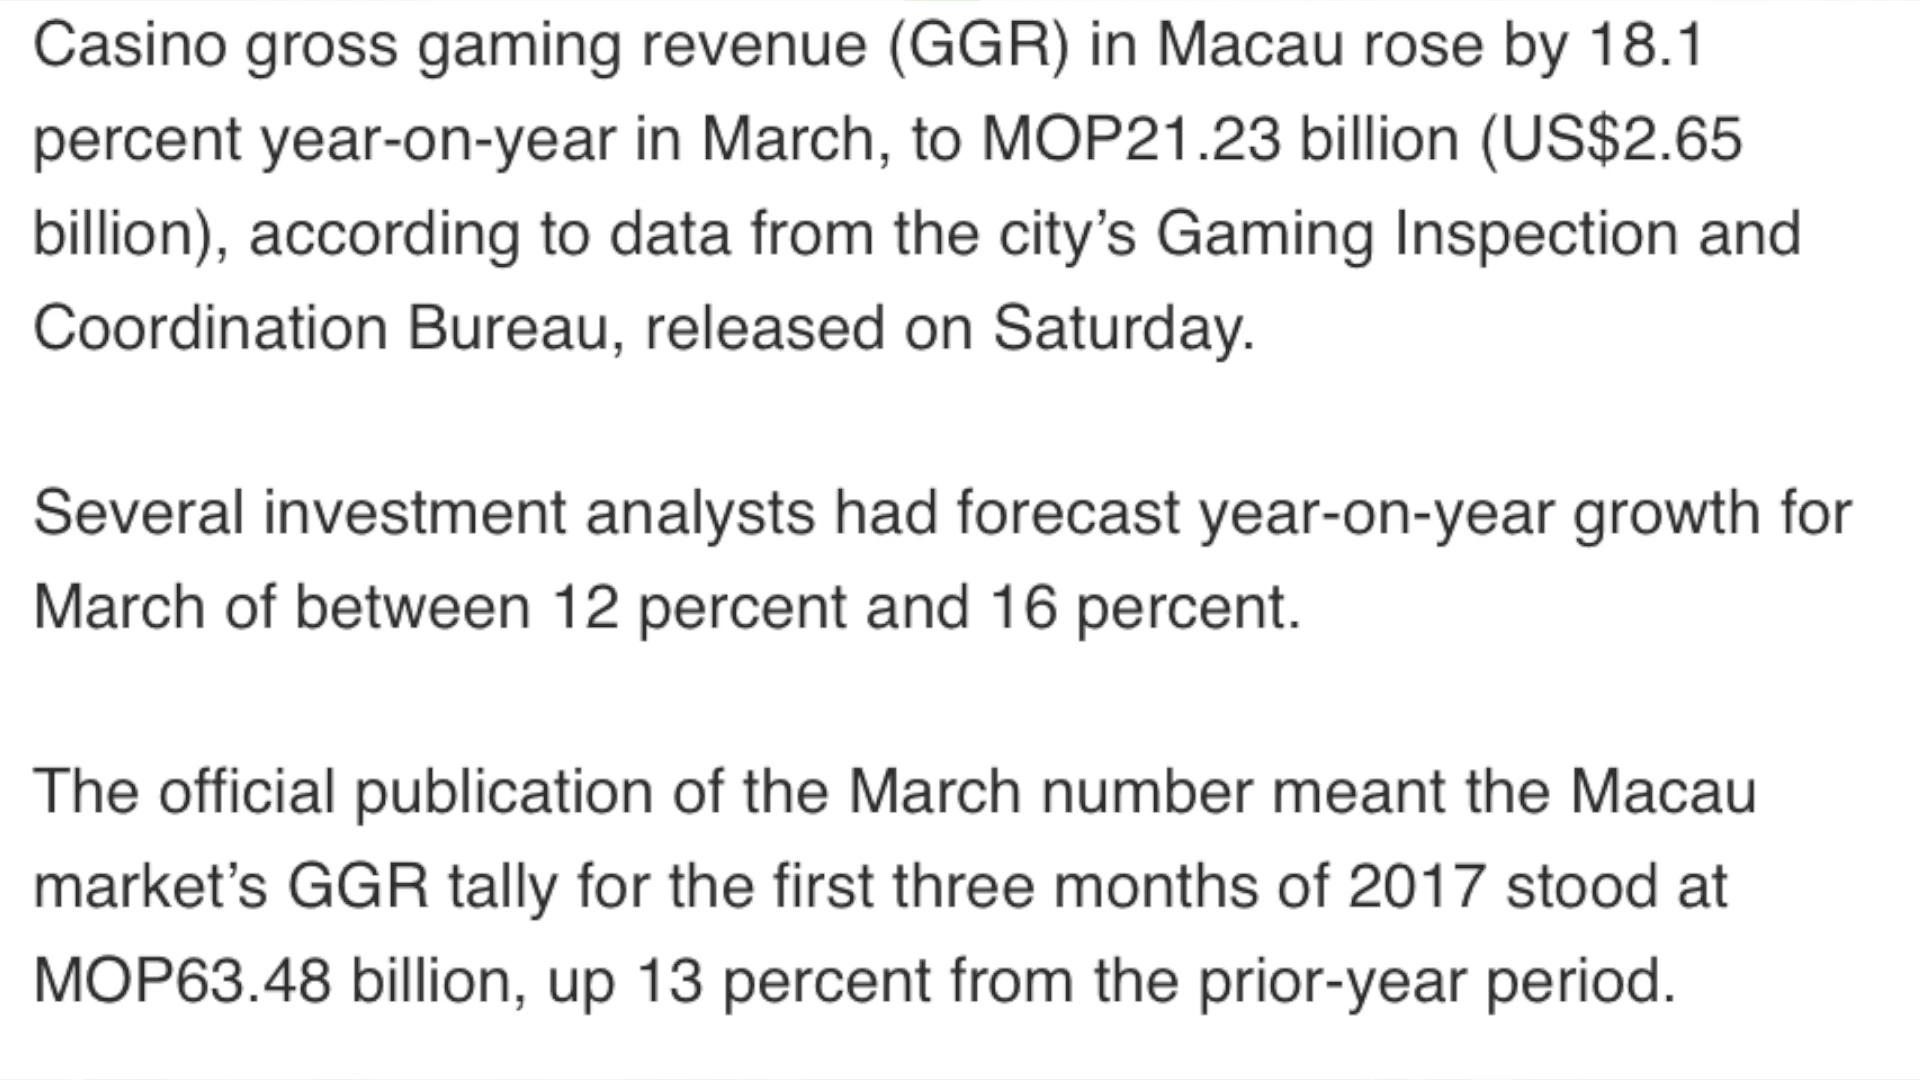 Casino gross gaming revenue (GGR) in Macau rose by 18.1
percent year-on-year in March, to MOP21.23 billion (US$2.65
billion), according to data from the city’s Gaming Inspection and
Coordination Bureau, released on Saturday.
Several investment analysts had forecast year-on-year growth for
March of between 12 percent and 16 percent.
The official publication of the March number meant the Macau
market’s GGR tally for the first three months of 2017 stood at
MOP63.48 billion, up 13 percent from the prior-year period.